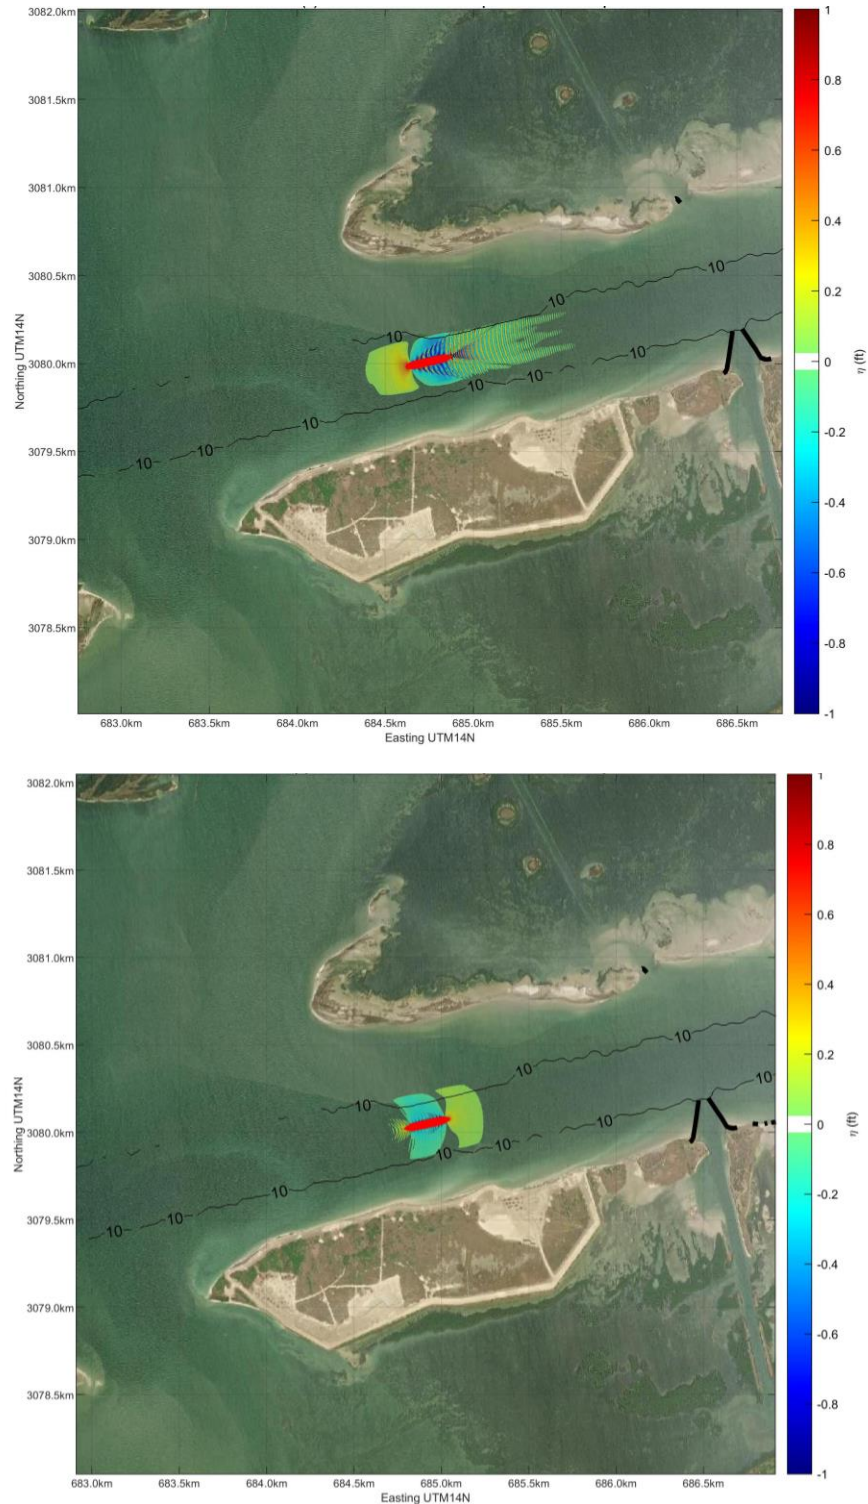 3082.0km
3081.5km
3081.0km
3080.5km
3080.0km
3079.5km
3079.0km
3078.5km
Northing UTM14N
10
10
10
10
10
10
10
10
683.0km
683.5km
684.0km
684.5km
685.0km
685.5km
686.0km
686.5km
Easting UTM14N
1
0.8
0.6
0.4
0.2
0
-0.2
-0.4
-0.6
-0.8
-1
η (ft)
3082.0km
3081.5km
3081.0km
3080.5km
3080.0km
3079.5km
3079.0km
3078.5km
Northing UTM14N
10
10
10
10
10
10
10
10
683.0km
683.5km
684.0km
684.5km
685.0km
685.5km
686.0km
686.5km
Easting UTM14N
1
0.8
0.6
0.4
0.2
0
-0.2
-0.4
-0.6
-0.8
-1
η (ft)